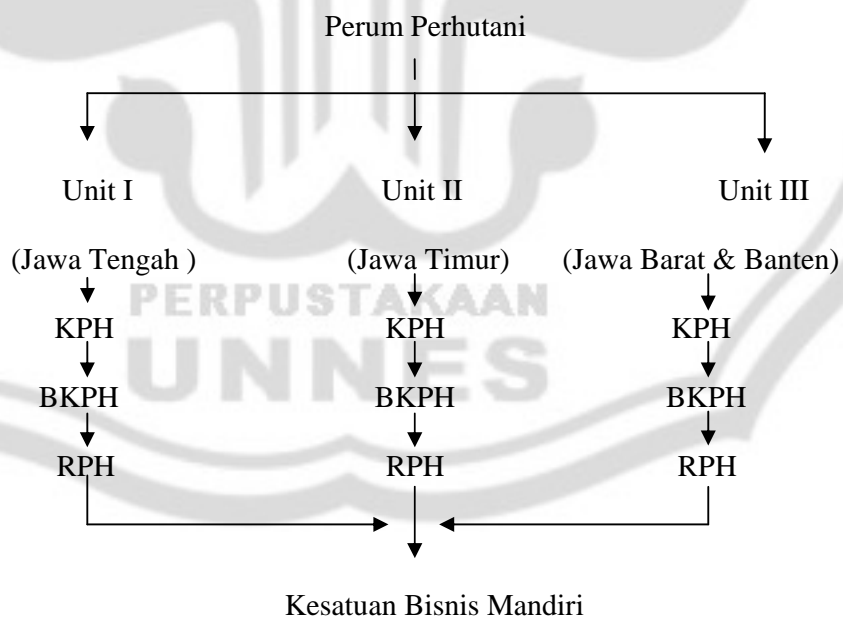 Perum Perhutani
Unit I Unit II Unit III
(Jawa Tengah ) (Jawa Timur) (Jawa Barat & Banten)
PERPUSTAKAAN
KPH KPH KPH
UNNES
BKPH BKPH BKPH
RPH RPH RPH
Kesatuan Bisnis Mandiri